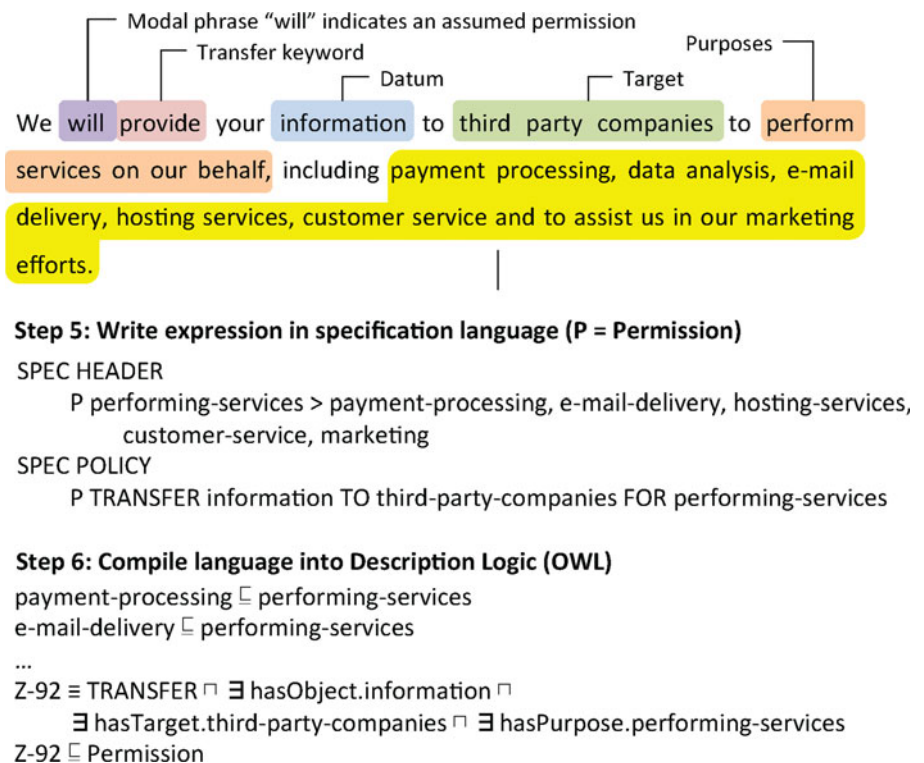 Modal phrase “will” indicates an assumed permission
Transfer keyword
Purposes
Datum
Target
We will provide your information to third party companies to perform
services on our behalf, including payment processing, data analysis, e-mail
delivery, hosting services, customer service and to assist us in our marketing
efforts.
Step 5: Write expression in specification language (P = Permission)
SPEC HEADER
P performing-services > payment-processing, e-mail-delivery, hosting-services,
customer-service, marketing
SPEC POLICY
P TRANSFER information TO third-party-companies FOR performing-services
Step 6: Compile language into Description Logic (OWL)
payment-processing ⊑ performing-services
e-mail-delivery ⊑ performing-services
...
Z-92 ≡ TRANSFER ⊓ ∃ hasObject.information ⊓
∃ hasTarget.third-party-companies ⊓ ∃ hasPurpose.performing-services
Z-92 ⊑ Permission